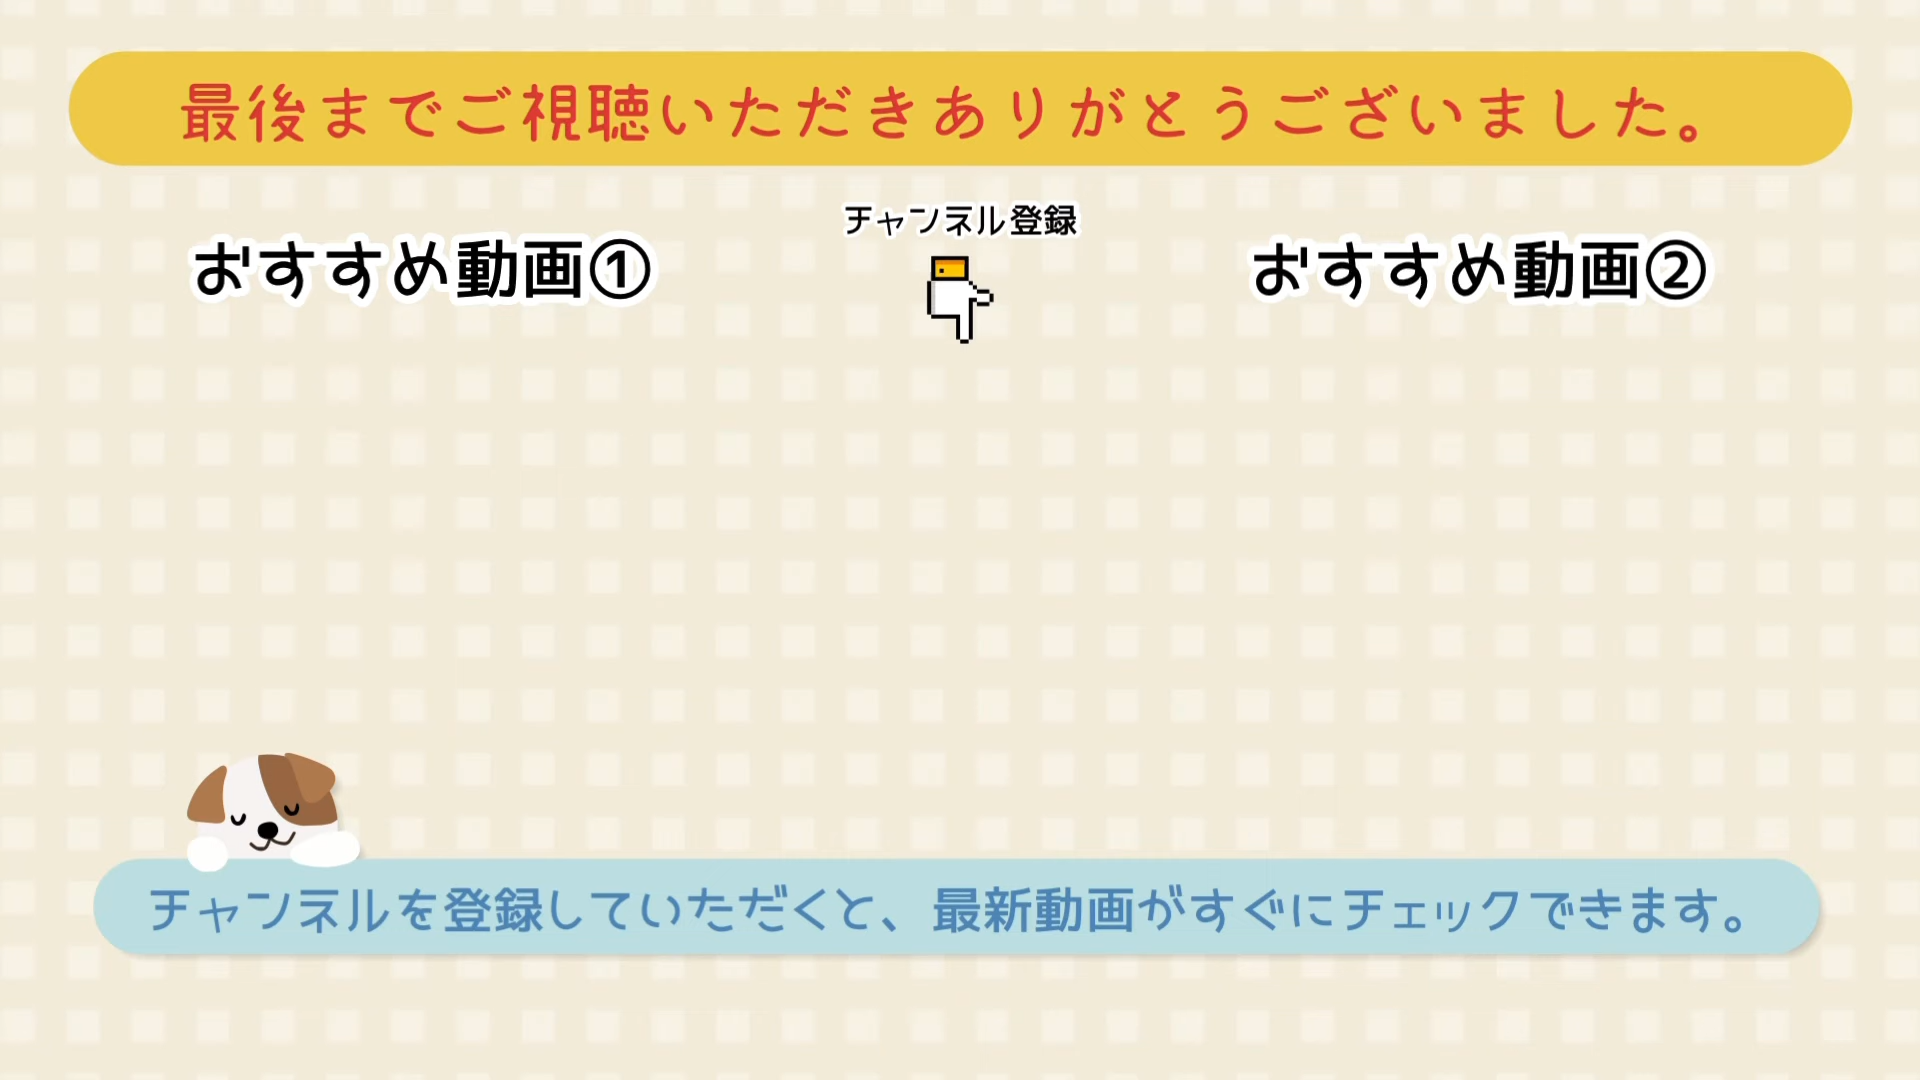 最後までご視聴いただきありがとうございました。
チャンネル登録
おすすめ動画①
おすすめ動画②
チャンネルを登録していただくと、最新動画がすぐにチェックできます。